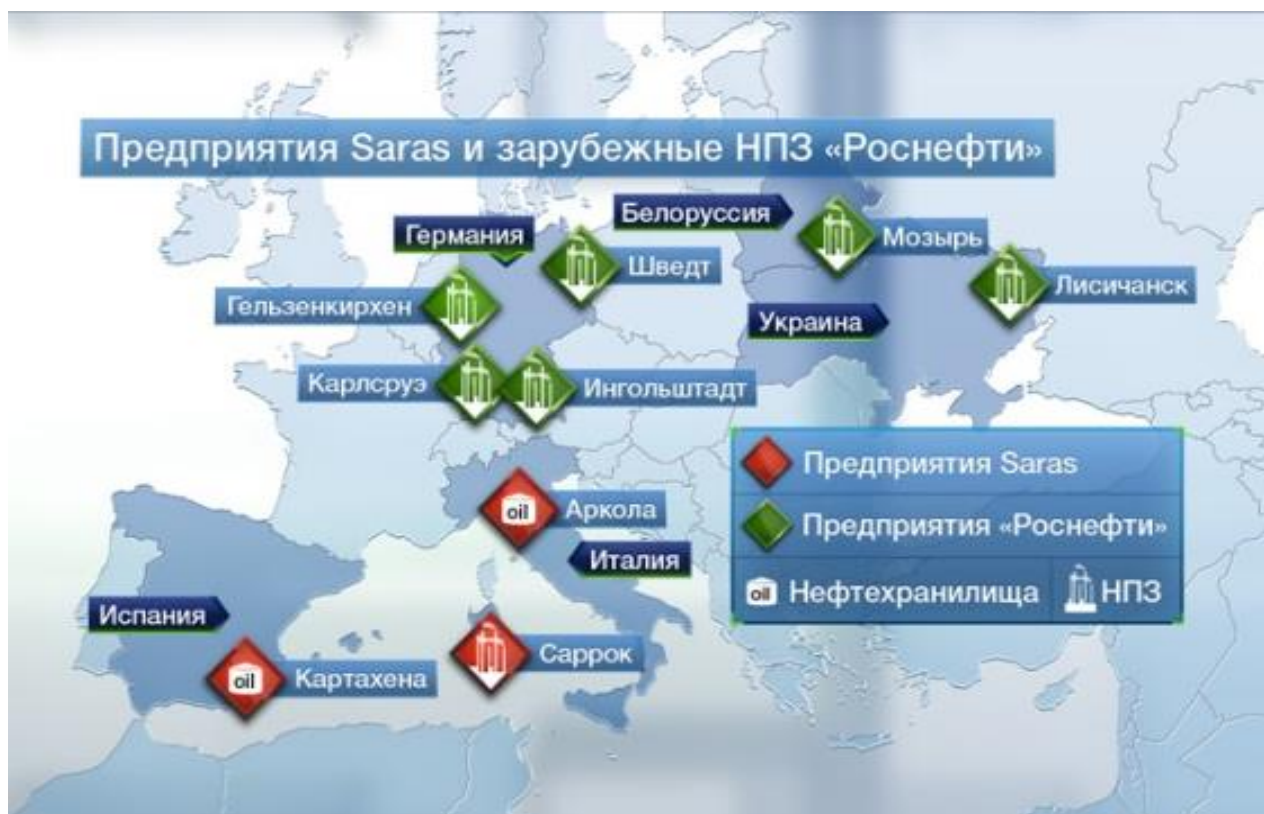 Предприятия Saras и зарубежные НПЗ «Роснефти»
Белоруссия
Германия
Мозырь
Шведт
Лисичанск
Гельзенкирхен
Украина
Карлсруэ
Ингольштадт
Предприятия Saras
oil
Аркола
Предприятия «Роснефти»
Италия
oil Нефтехранилища
НПЗ
Испания
Саррок
oil
Картахена